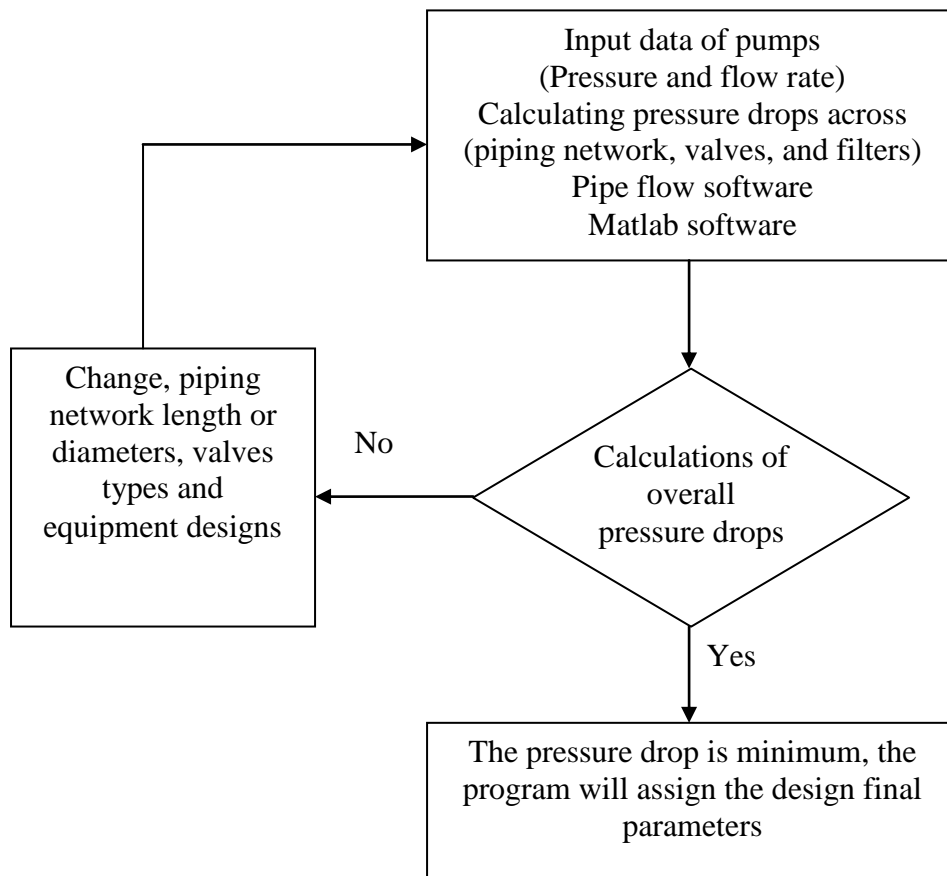 Input data of pumps
(Pressure and flow rate)
Calculating pressure drops across
(piping network, valves, and filters)
Pipe flow software
Matlab software
Change, piping
network length or
diameters, valves
types and
equipment designs
No
Calculations of
overall
pressure drops
Yes
The pressure drop is minimum, the
program will assign the design final
parameters